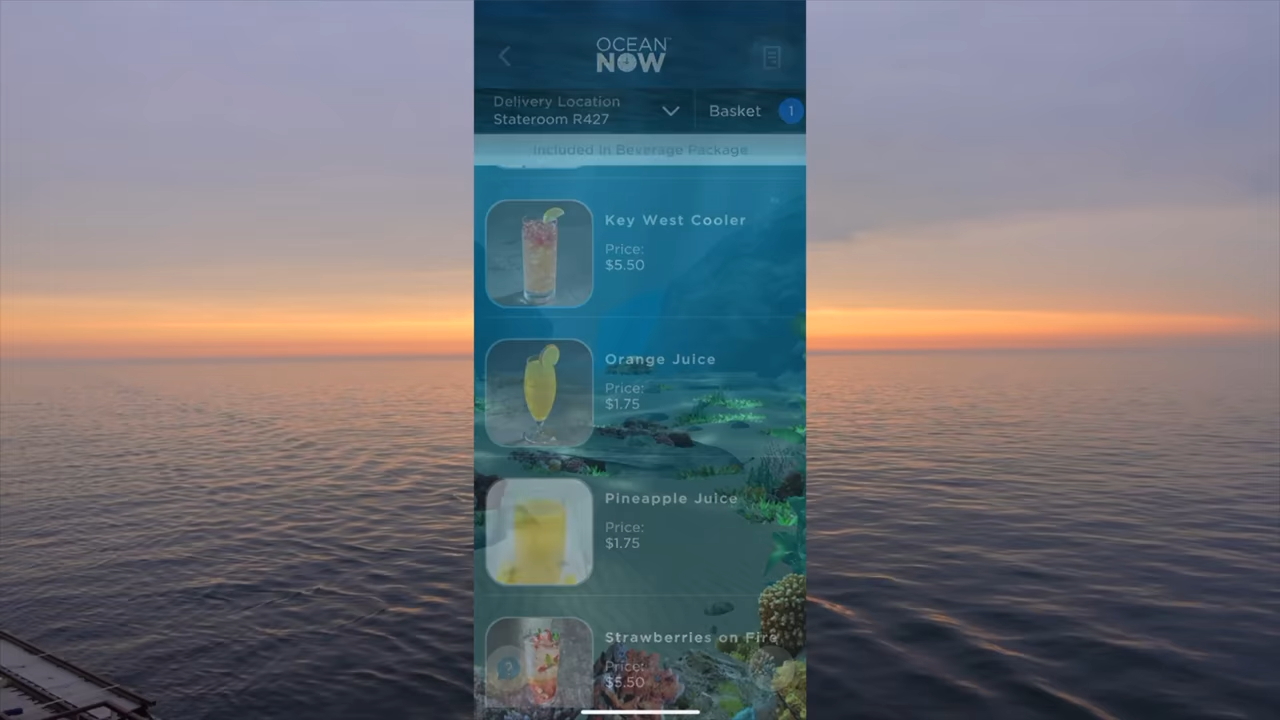 OCEAN™
NOW
Delivery Location
Stateroom R427
Basket 1
Included In Beverage Package
Key West Cooler
Price:
$5.50
Orange Juice
Price:
$1.75
Pineapple Juice
Price:
$1.75
Strawberries on Fire
Price:
$5.50
?